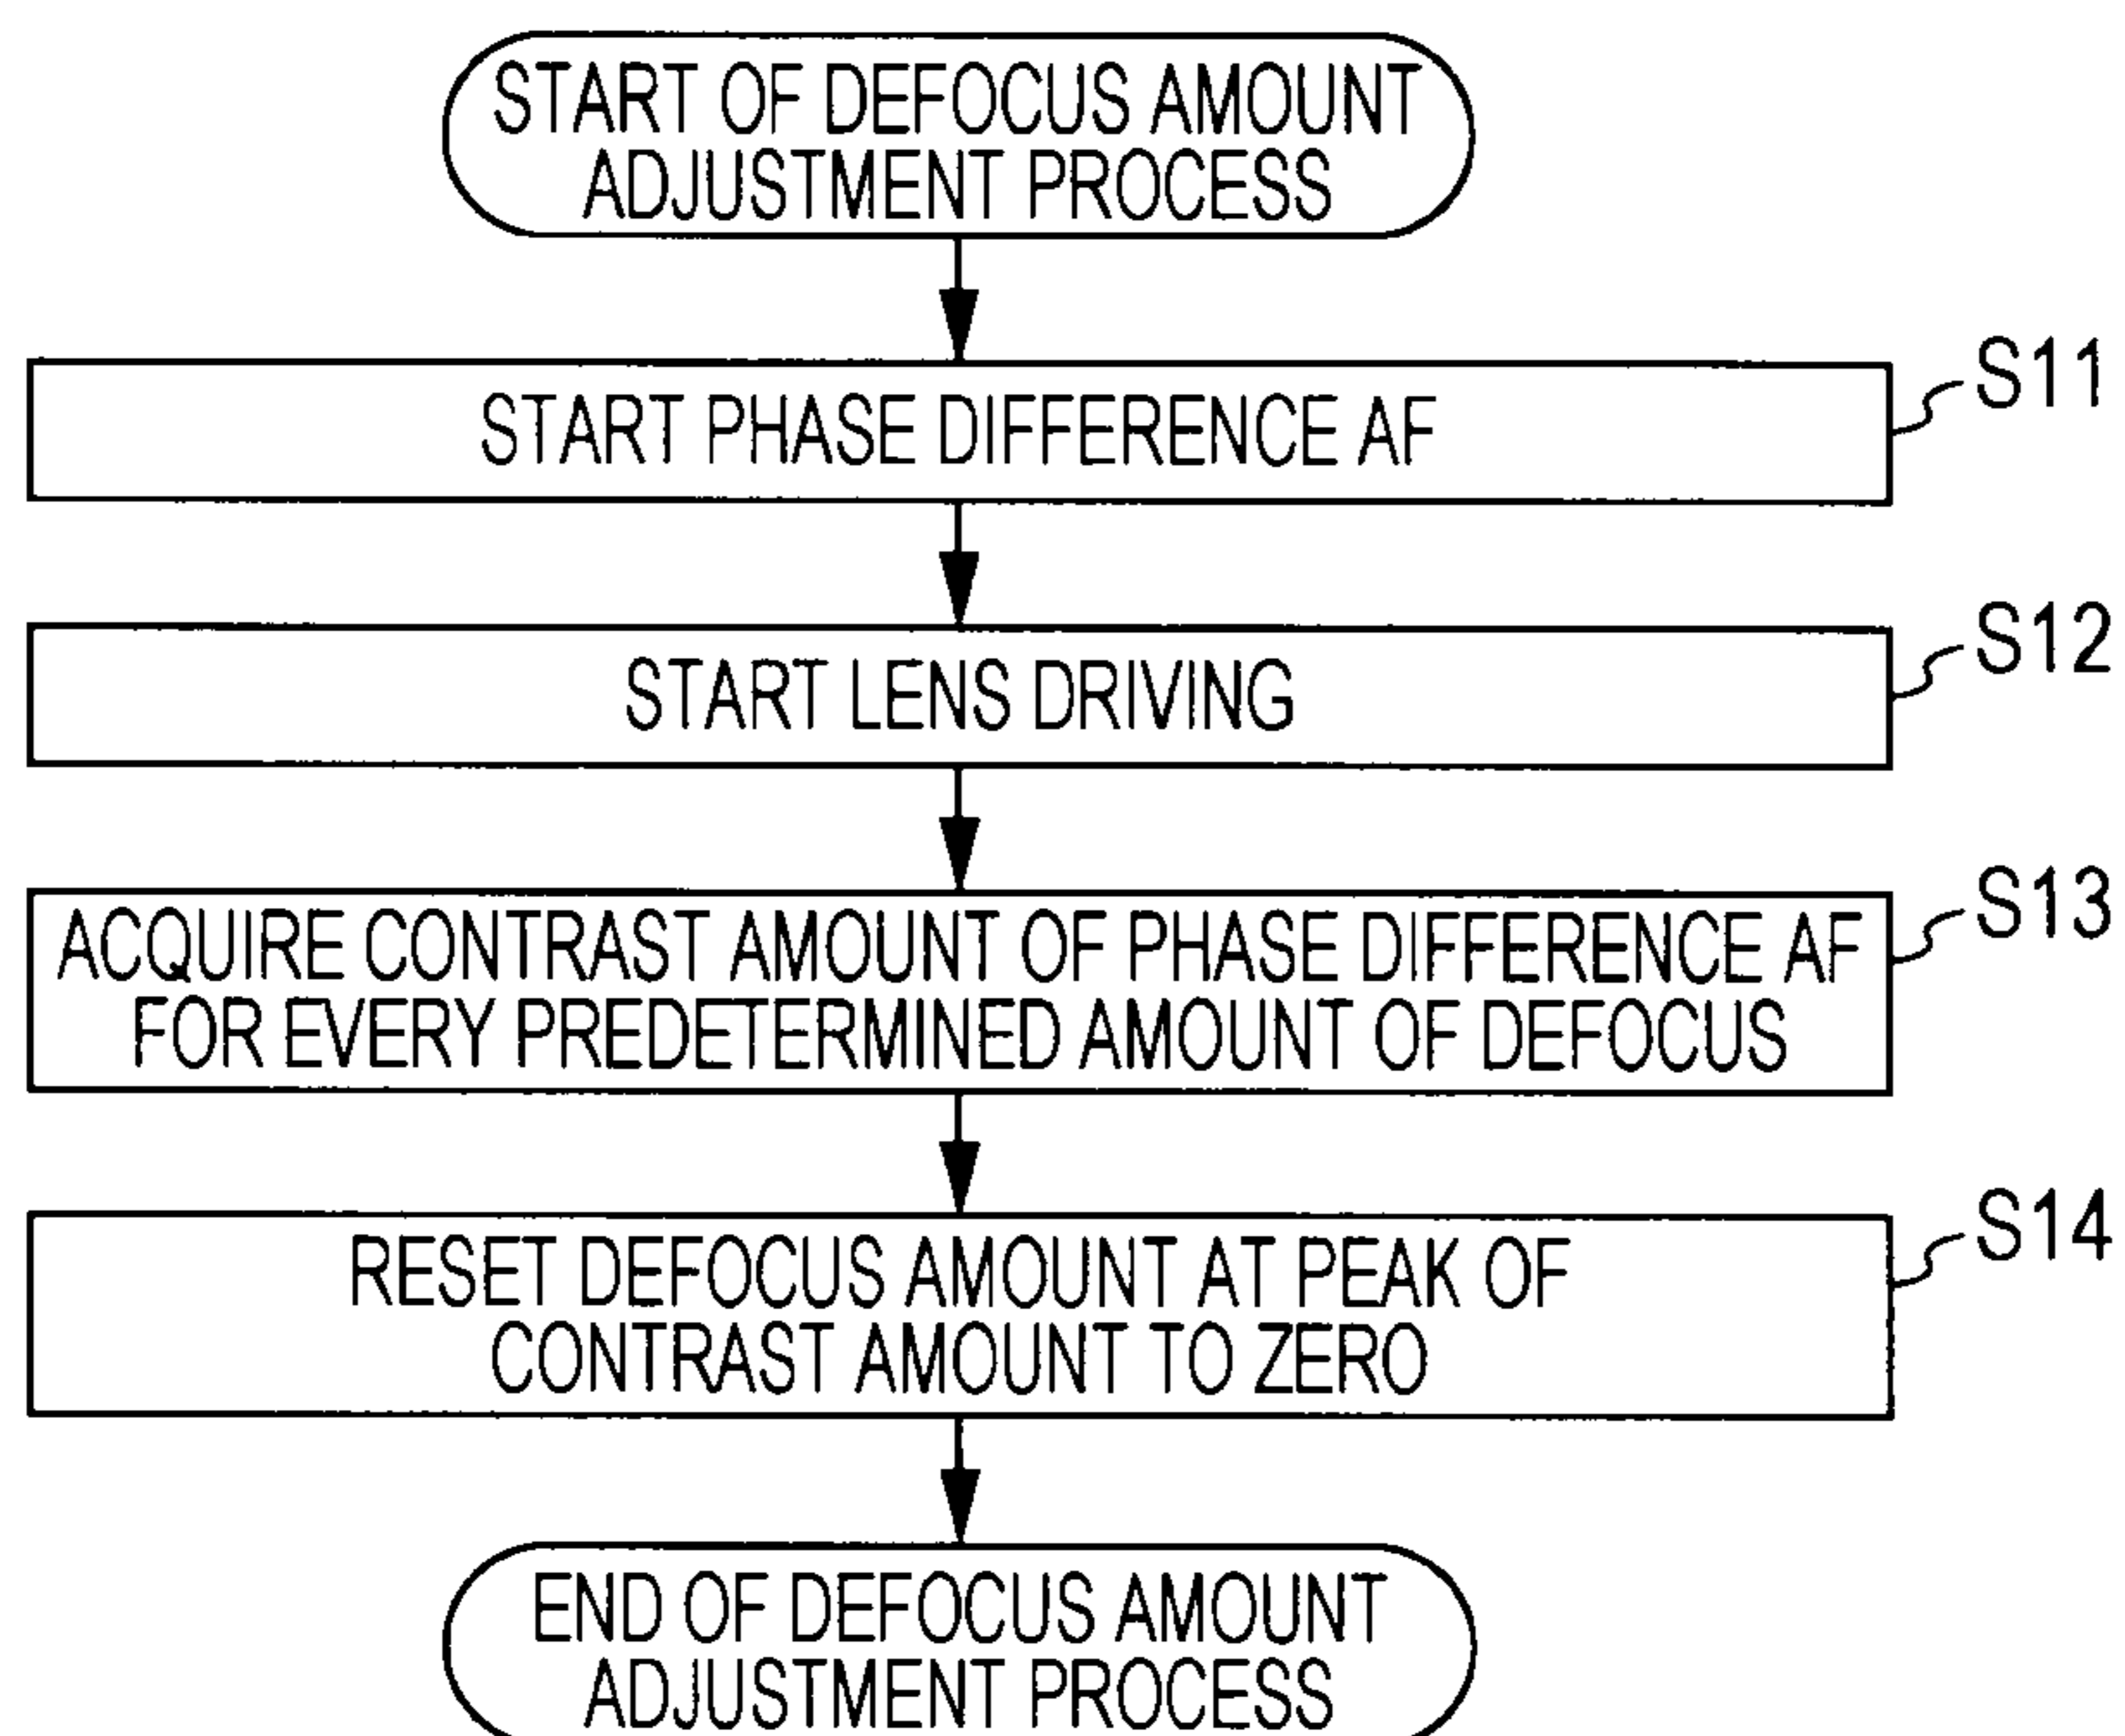 START OF DEFOCUS AMOUNT
ADJUSTMENT PROCESS
S11
START PHASE DIFFERENCE AF
S12
START LENS DRIVING
S13
ACQUIRE CONTRAST AMOUNT OF PHASE DIFFERENCE AF
FOR EVERY PREDETERMINED AMOUNT OF DEFOCUS
S14
RESET DEFOCUS AMOUNT AT PEAK OF
CONTRAST AMOUNT TO ZERO
END OF DEFOCUS AMOUNT
ADJUSTMENT PROCESS